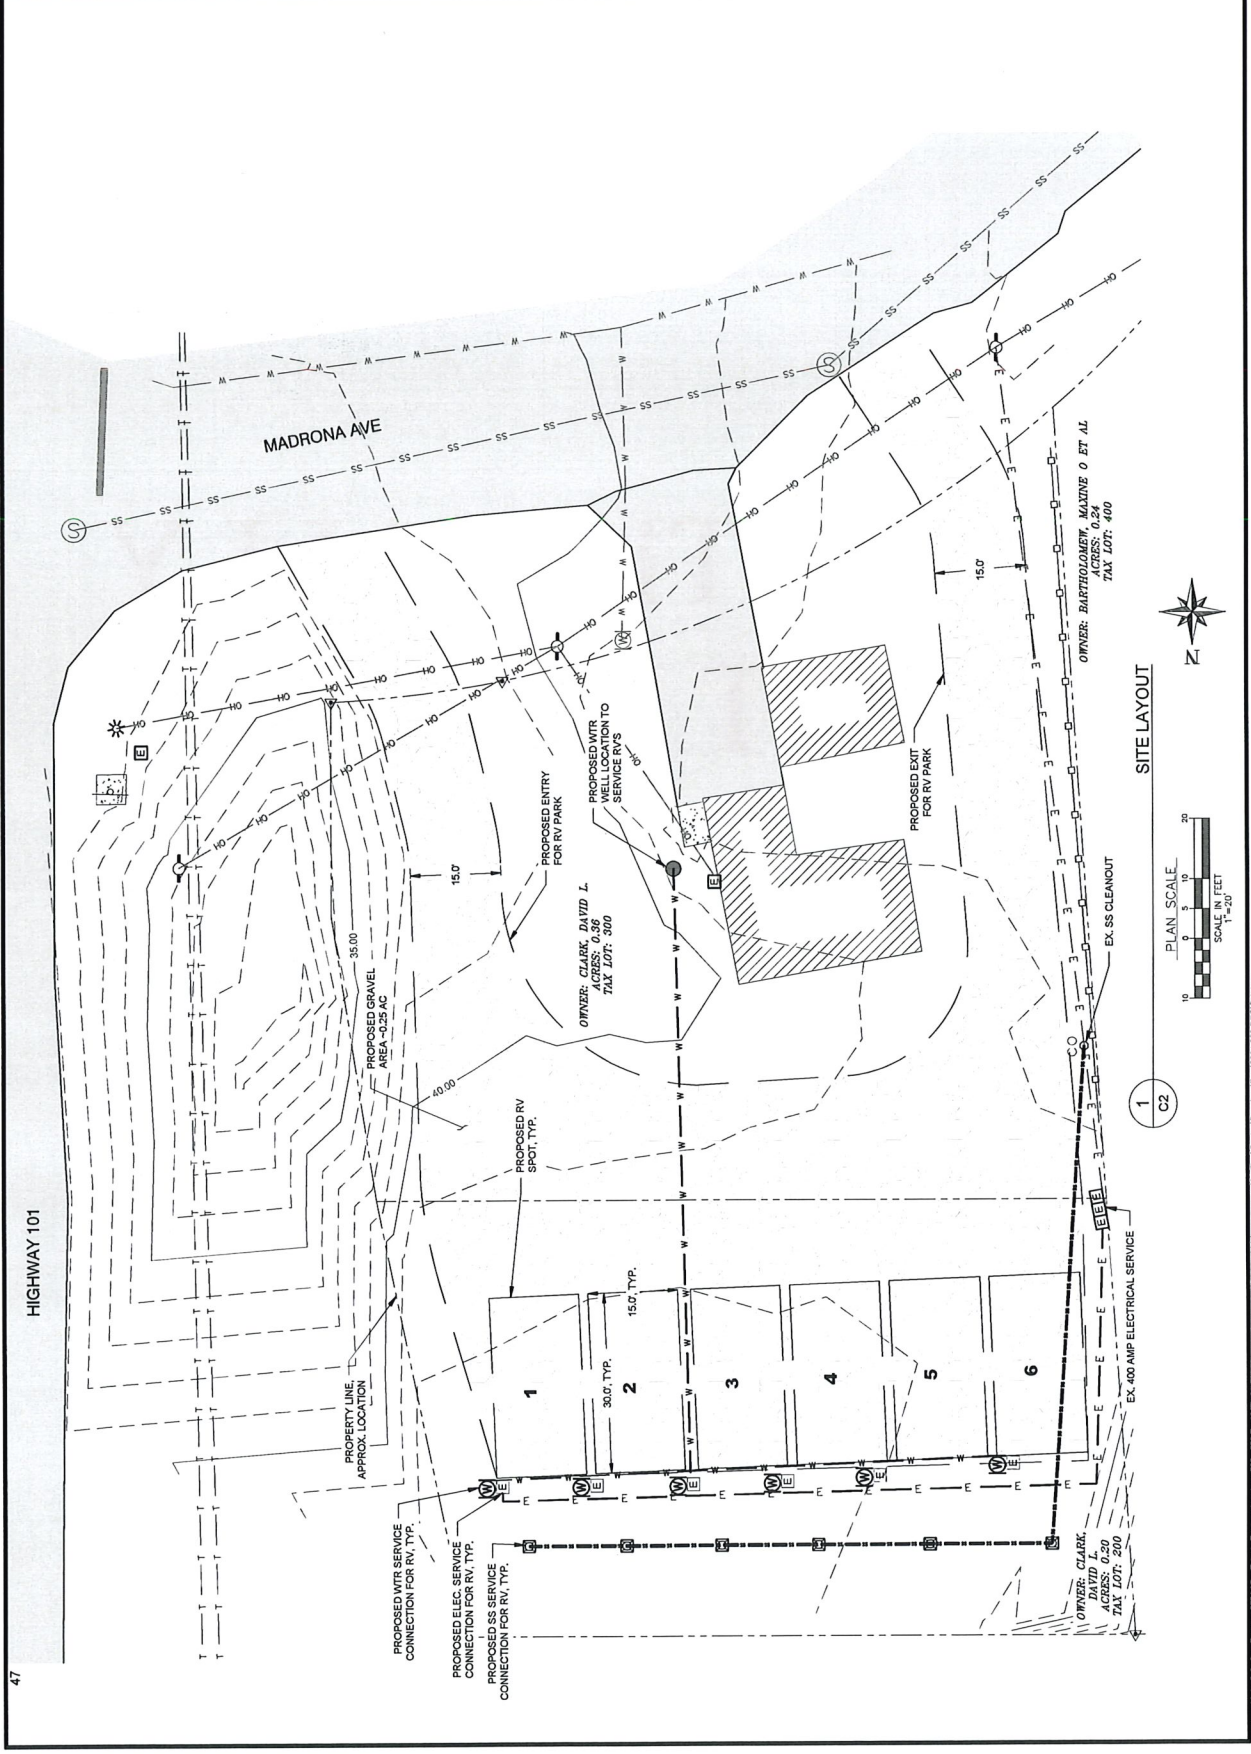 47
HIGHWAY 101
MADRONA AVE
PROPERTY LINE,
APPROX. LOCATION
PROPOSED GRAVEL
AREA ~0.25 AC
35.00
40.00
15.0'
PROPOSED ENTRY
FOR RV PARK
OWNER: CLARK, DAVID L.
ACRES: 0.36
TAX LOT: 300
PROPOSED WTR
WELL LOCATION TO
SERVICE RV'S
PROPOSED RV
SPOT, TYP.
PROPOSED WTR SERVICE
CONNECTION FOR RV, TYP.
PROPOSED ELEC. SERVICE
CONNECTION FOR RV, TYP.
PROPOSED SS SERVICE
CONNECTION FOR RV, TYP.
1
2
3
4
5
6
30.0', TYP.
15.0', TYP.
PROPOSED EXIT
FOR RV PARK
15.0'
OWNER: BARTHOLOMEW, MAXINE O ET AL
ACRES: 0.24
TAX LOT: 400
CO
EX. SS CLEANOUT
EX. 400 AMP ELECTRICAL SERVICE
OWNER: CLARK,
DAVID L.
ACRES: 0.20
TAX LOT: 200
1
C2
SITE LAYOUT
N
PLAN SCALE
10 0 5 10 20
SCALE IN FEET
1"=20'